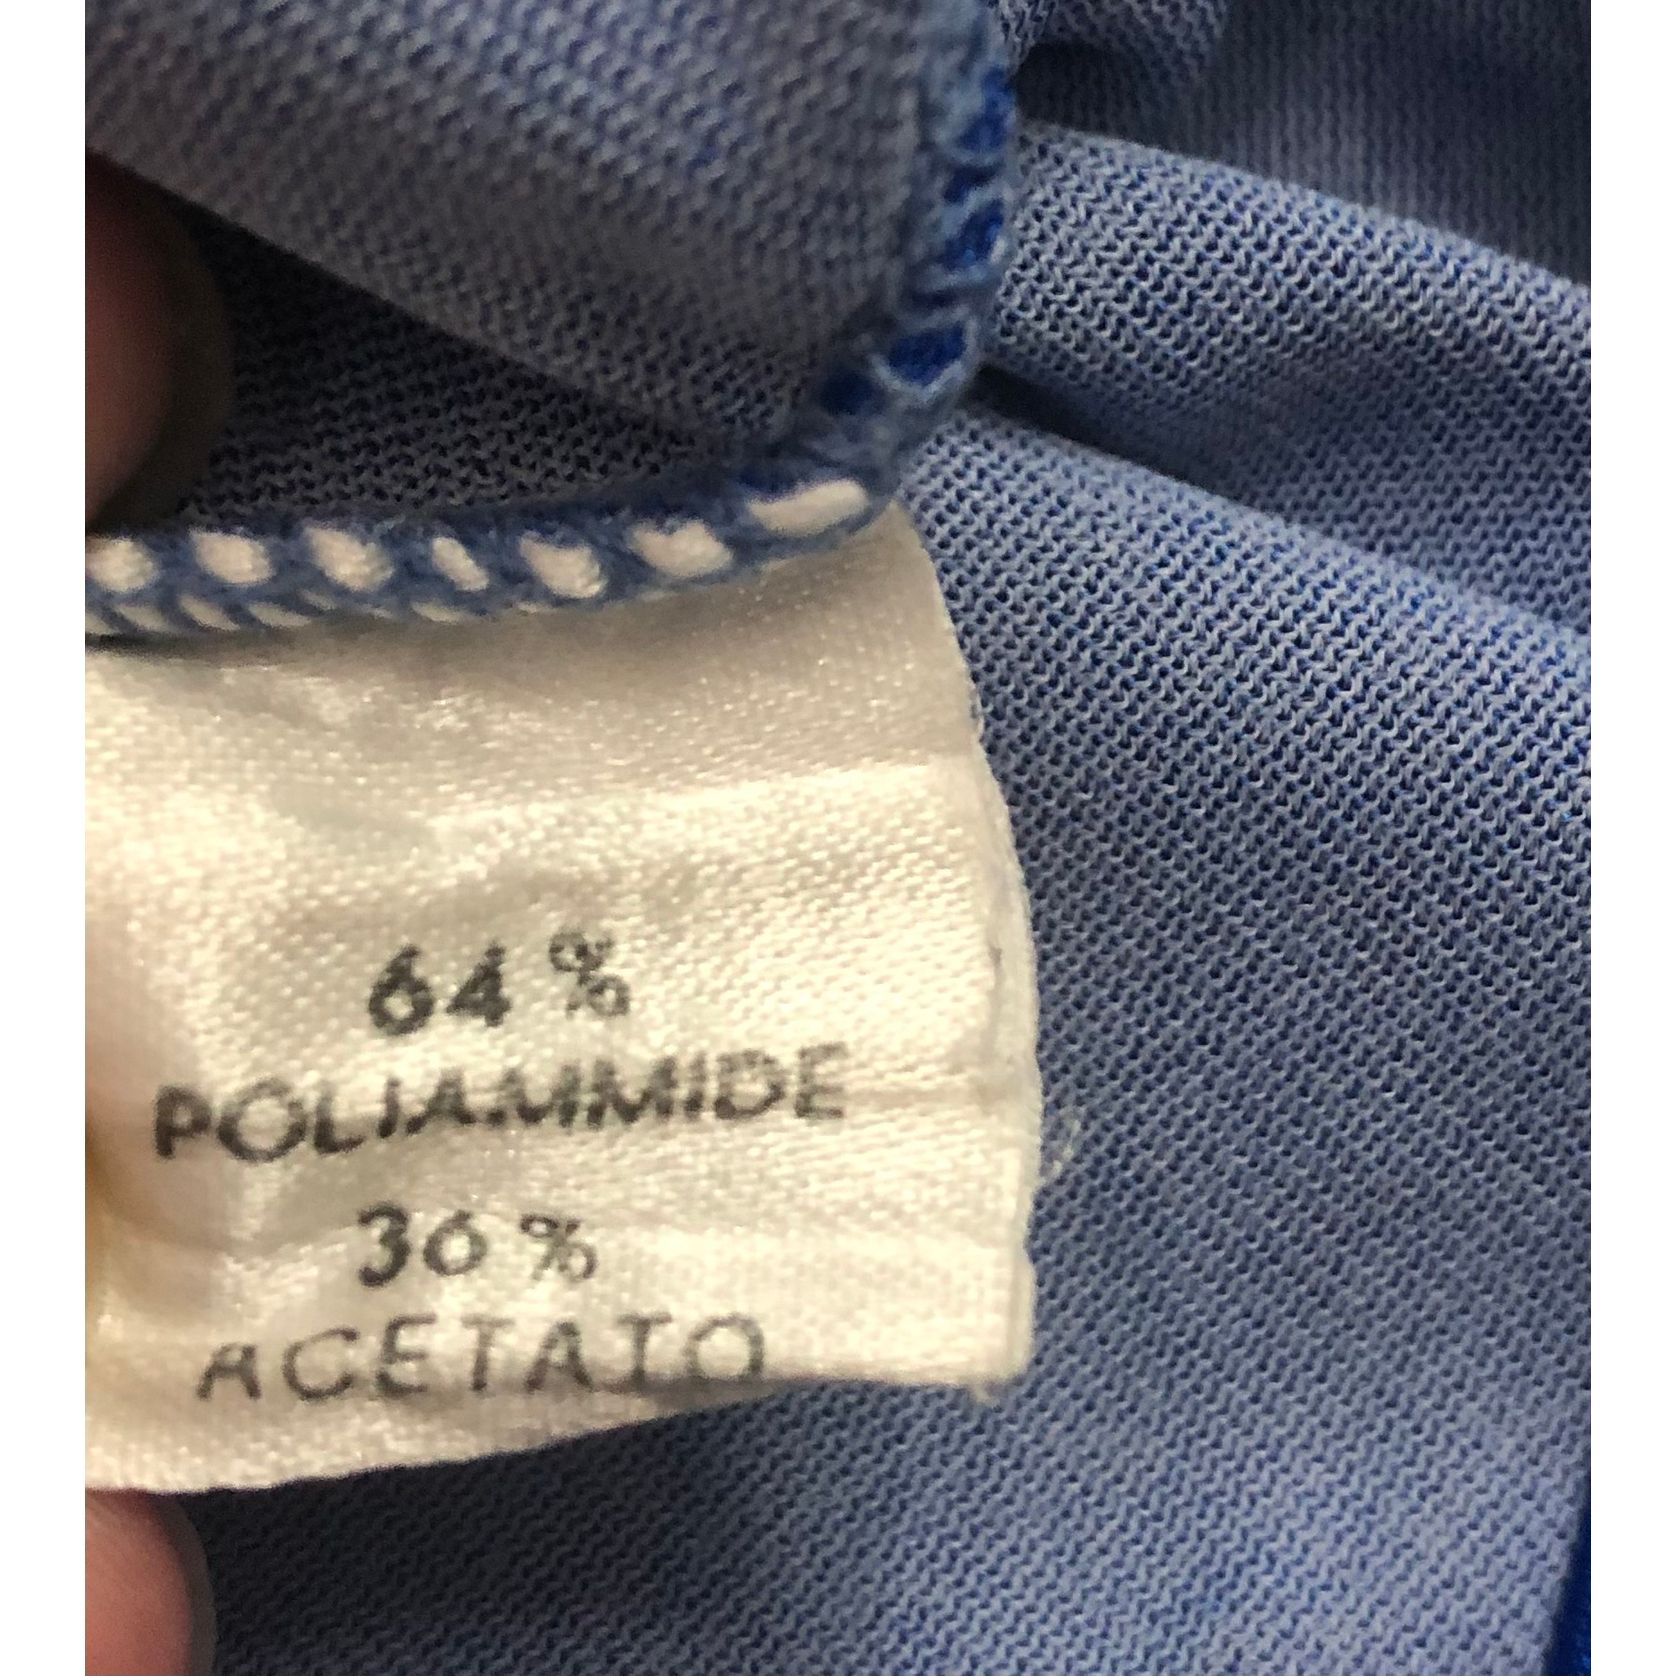 64%
POLIAMMIDE
36%
ACETATO